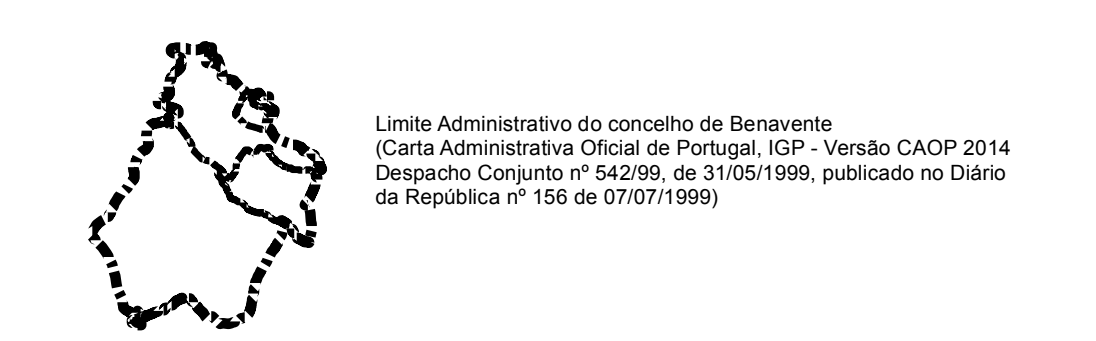 Limite Administrativo do concelho de Benavente
(Carta Administrativa Oficial de Portugal, IGP - Versão CAOP 2014
Despacho Conjunto nº 542/99, de 31/05/1999, publicado no Diário
da República nº 156 de 07/07/1999)